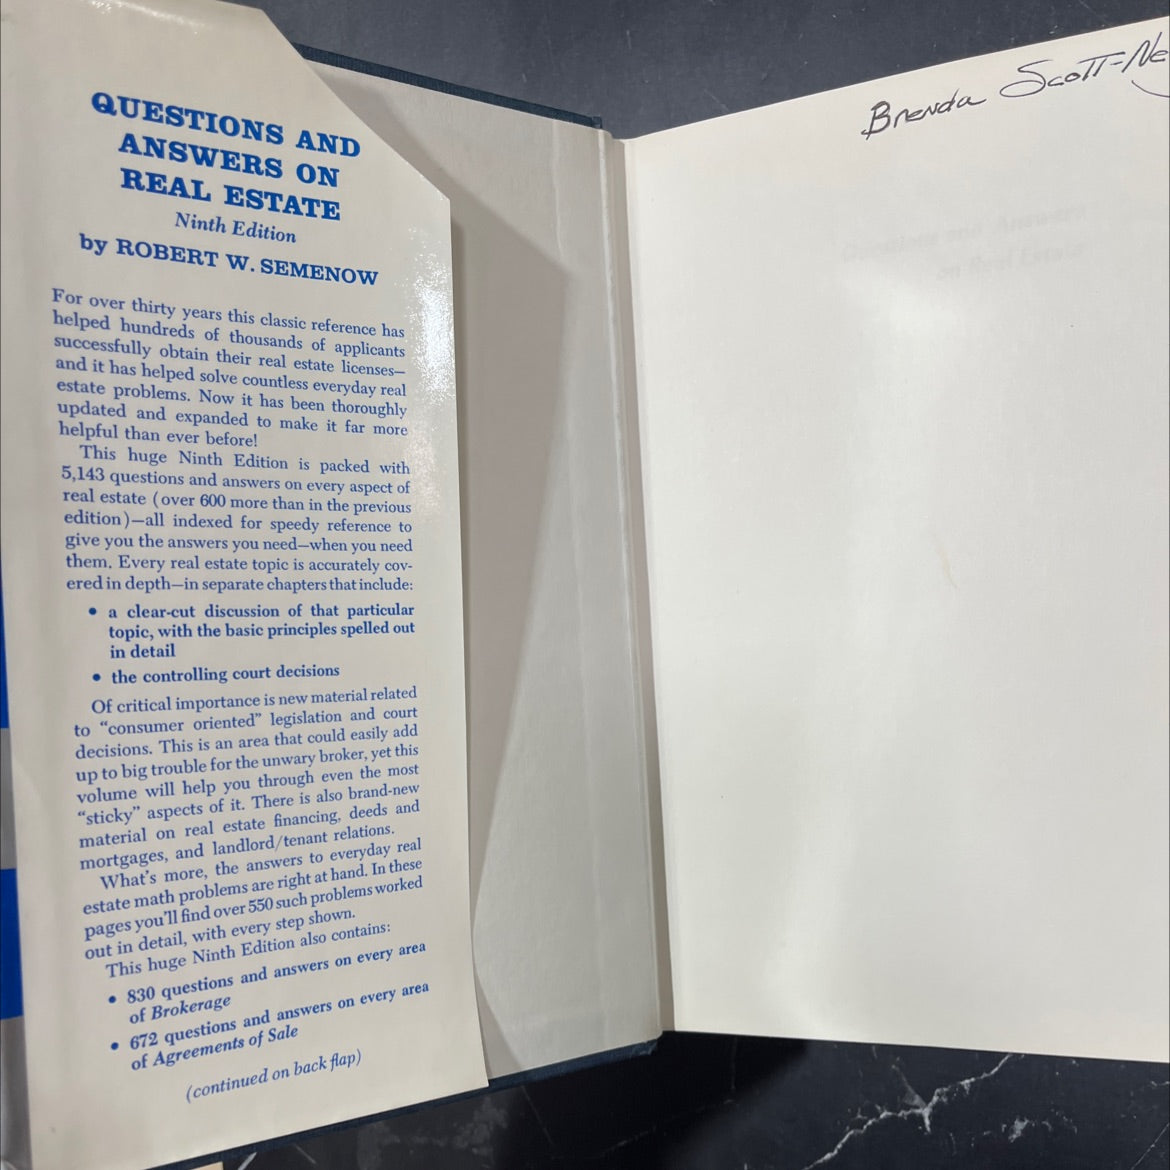 QUESTIONS AND
ANSWERS ON
REAL ESTATE
Ninth Edition
by ROBERT W. SEMENOW
For over thirty years this classic reference has
helped hundreds of thousands of applicants
successfully obtain their real estate licenses—
and it has helped solve countless everyday real
estate problems. Now it has been thoroughly
updated and expanded to make it far more
helpful than ever before!
This huge Ninth Edition is packed with
5,143 questions and answers on every aspect of
real estate (over 600 more than in the previous
edition)—all indexed for speedy reference to
give you the answers you need—when you need
them. Every real estate topic is accurately cov-
ered in depth—in separate chapters that include:
• a clear-cut discussion of that particular
topic, with the basic principles spelled out
in detail
• the controlling court decisions
Of critical importance is new material related
to “consumer oriented” legislation and court
decisions. This is an area that could easily add
up to big trouble for the unwary broker, yet this
volume will help you through even the most
“sticky” aspects of it. There is also brand-new
material on real estate financing, deeds and
mortgages, and landlord/tenant relations.
What's more, the answers to everyday real
estate math problems are right at hand. In these
pages you'll find over 550 such problems worked
out in detail, with every step shown.
This huge Ninth Edition also contains:
• 830 questions and answers on every area
of Brokerage
• 672 questions and answers on every area
of Agreements of Sale
(continued on back flap)
Brenda Scott-Ne
Questions and Answers
on Real Estate